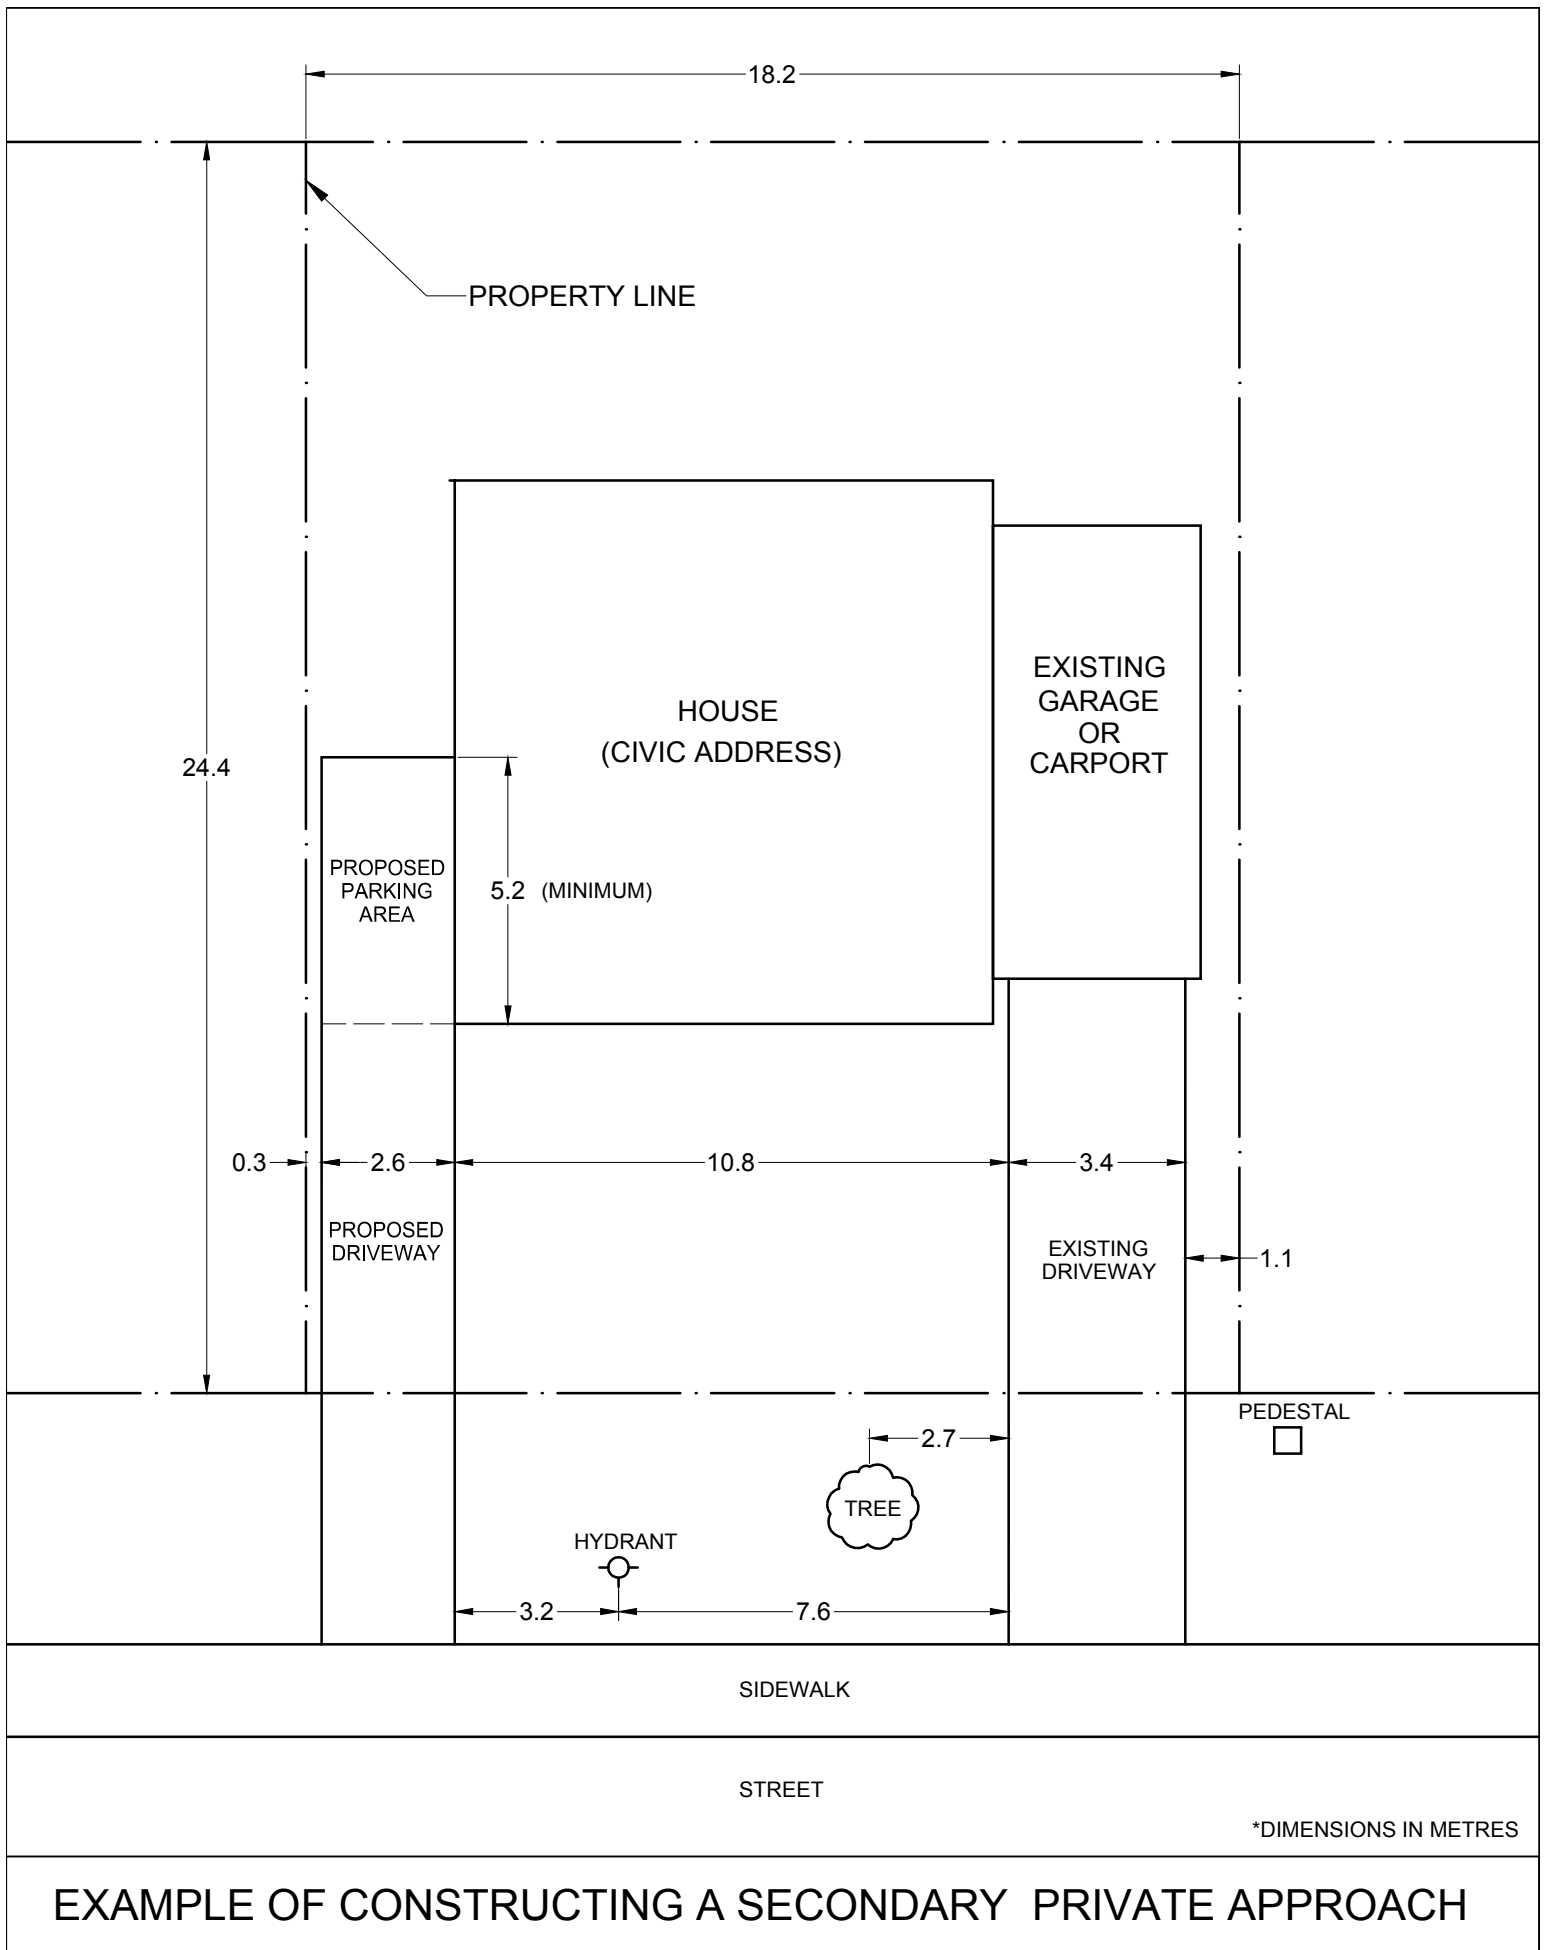 18.2
PROPERTY LINE
EXISTING
GARAGE
OR
CARPORT
HOUSE
(CIVIC ADDRESS)
24.4
PROPOSED
PARKING
AREA
5.2 (MINIMUM)
0.3
2.6
10.8
3.4
PROPOSED
DRIVEWAY
EXISTING
DRIVEWAY
1.1
PEDESTAL
2.7
TREE
HYDRANT
3.2
7.6
SIDEWALK
STREET
*DIMENSIONS IN METRES
EXAMPLE OF CONSTRUCTING A SECONDARY PRIVATE APPROACH